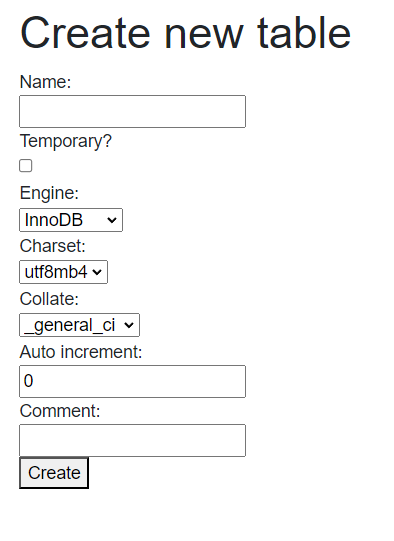 Create new table
Name:
Temporary?
Engine:
InnoDB
Charset:
utf8mb4
Collate:
_general_ci
Auto increment:
0
Comment:
Create